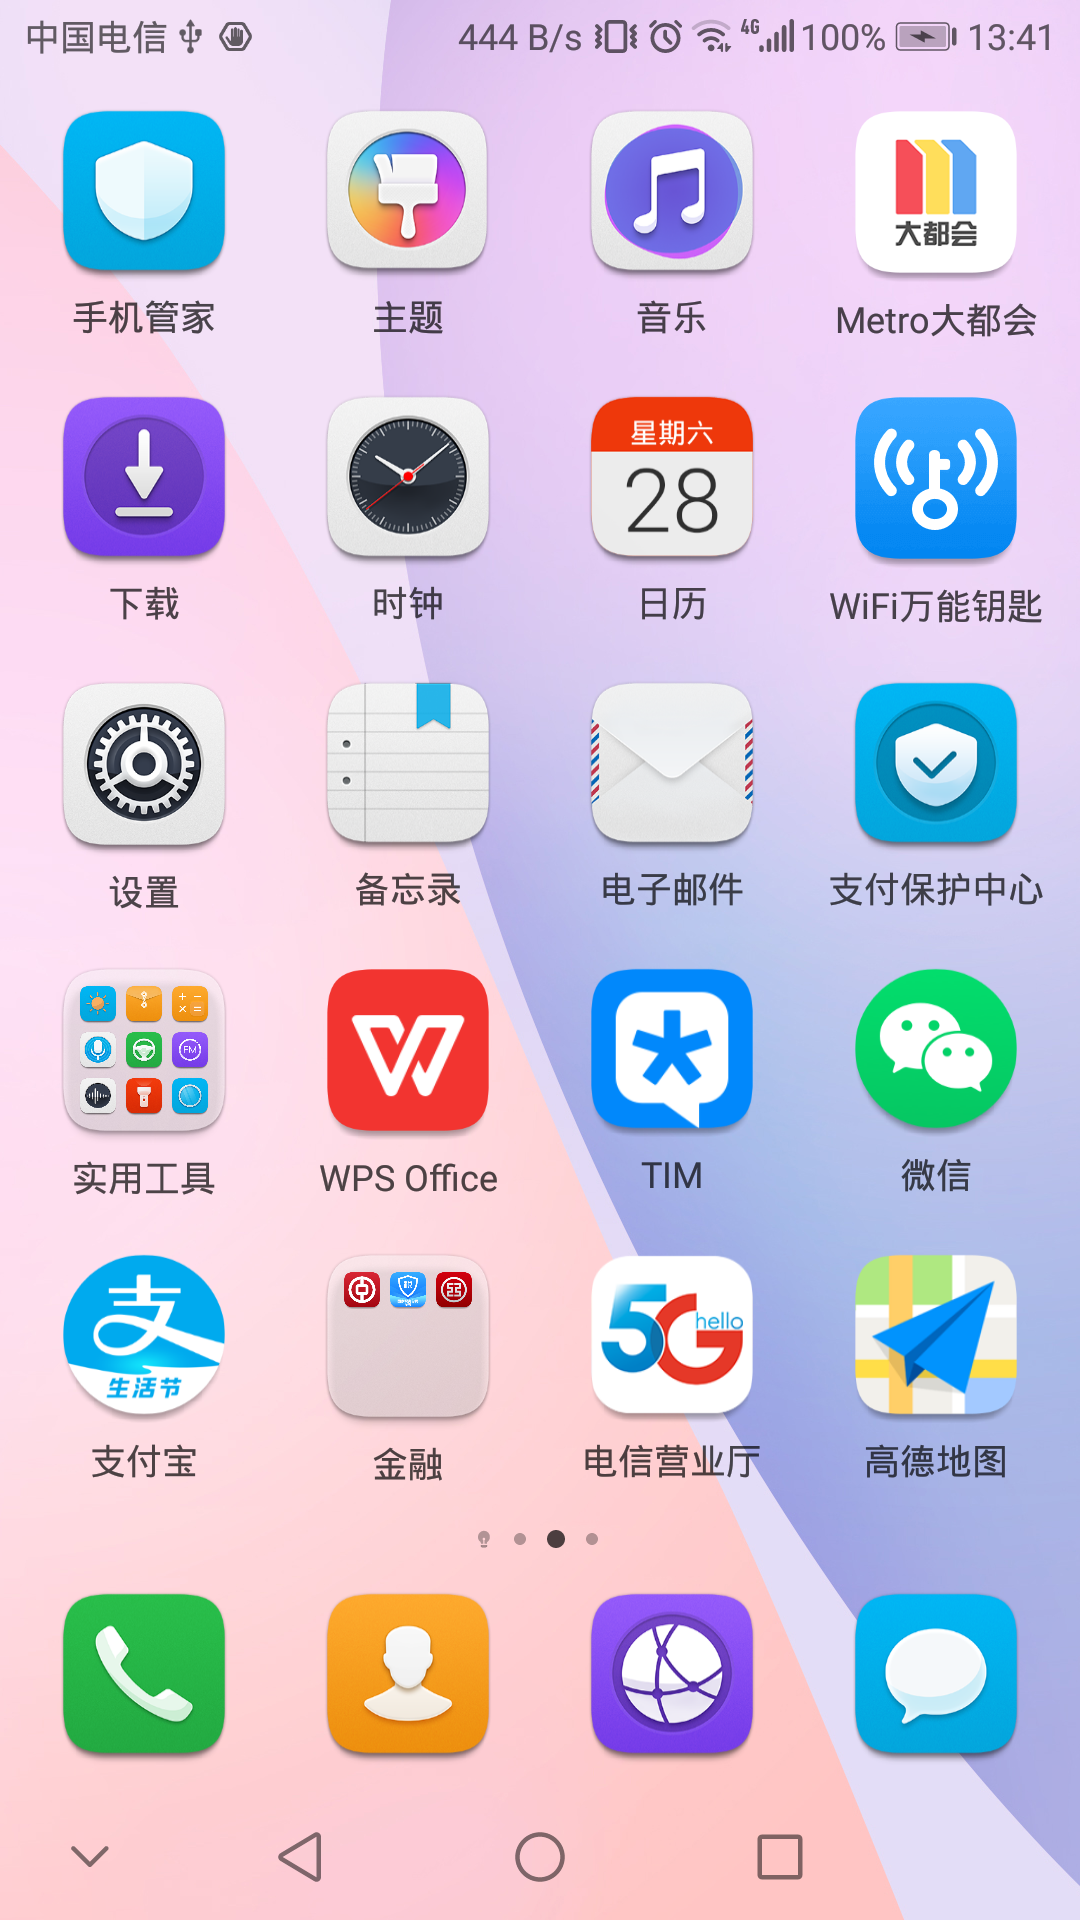 中国电信 444 B/s 4G 100% 13:41
大都会
手机管家 主题 音乐 Metro大都会
星期六
28
下载 时钟 日历 WiFi万能钥匙
设置 备忘录 电子邮件 支付保护中心
FM
实用工具 WPS Office TIM 微信
支 5G hello
生活节
支付宝 金融 电信营业厅 高德地图